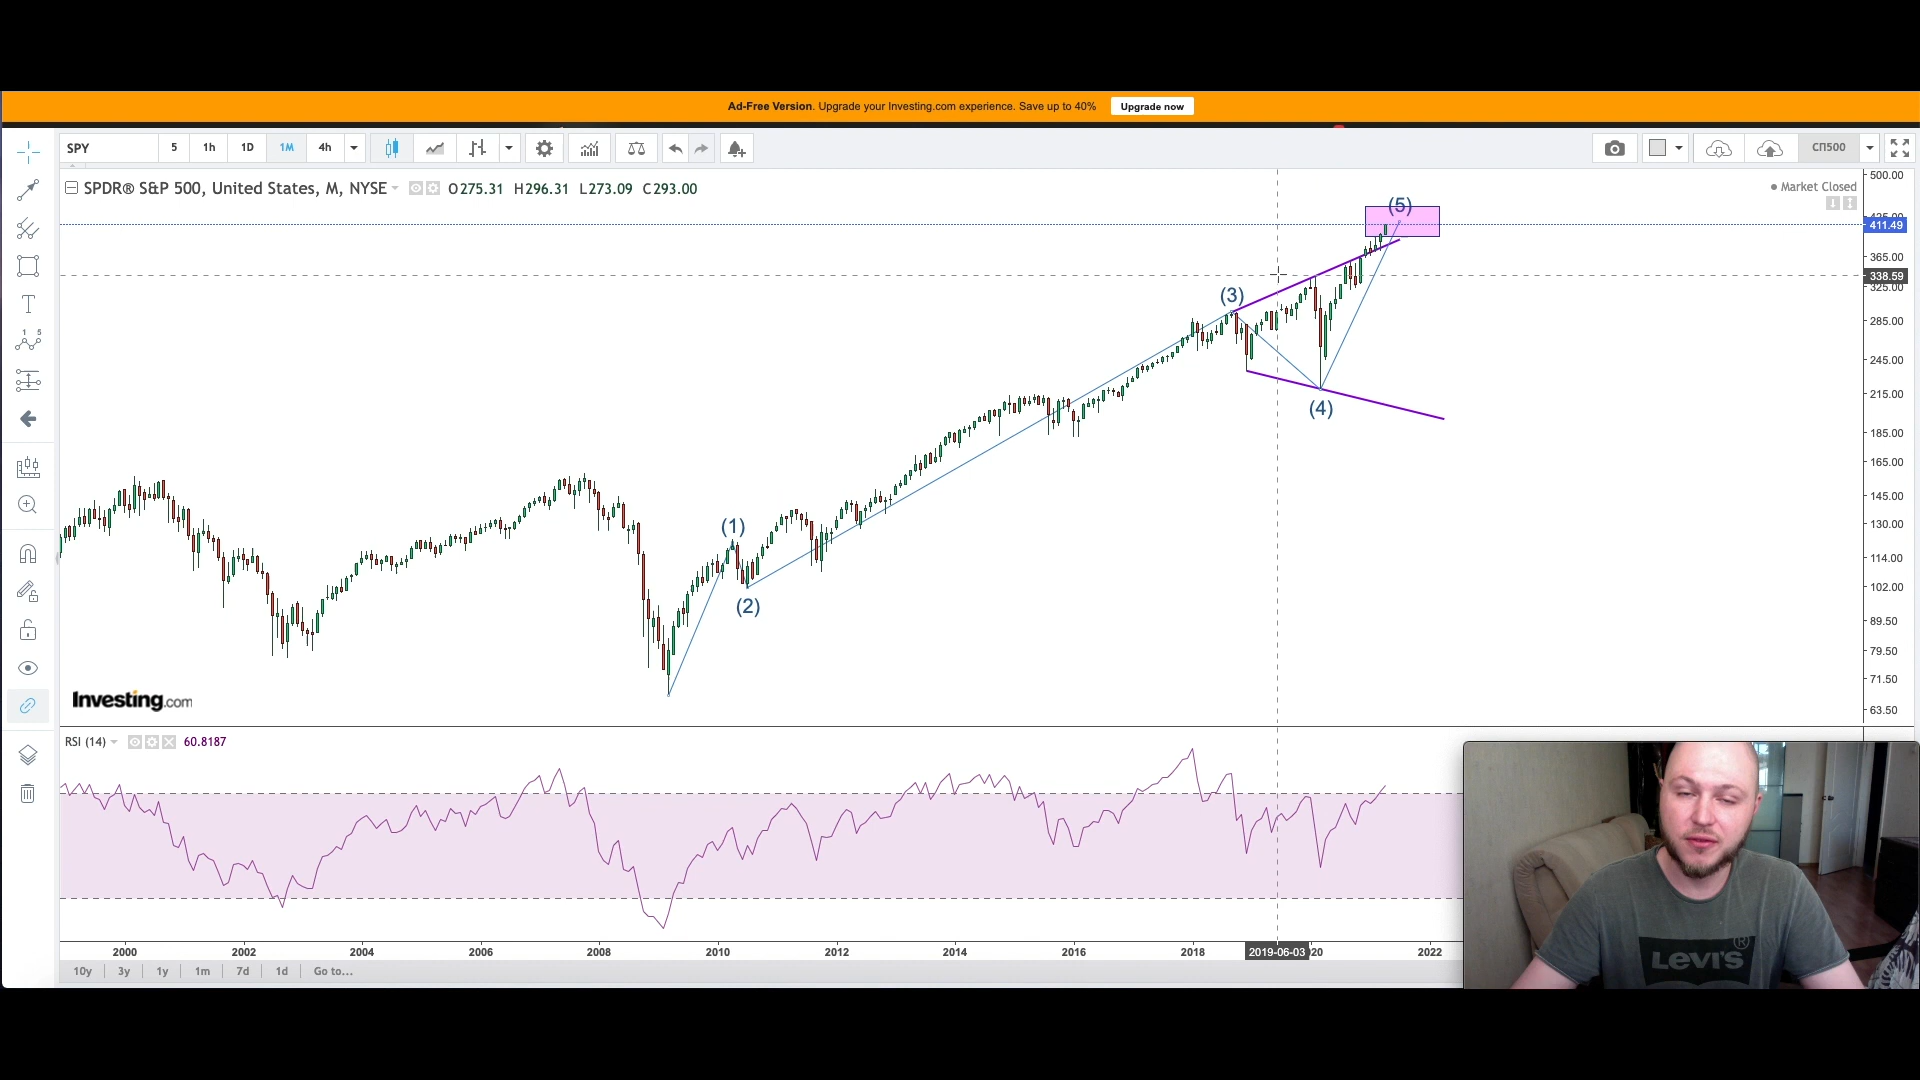 Ad-Free Version. Upgrade your Investing.com experience. Save up to 40% Upgrade now
SPY 5 1h 1D 1M 4h СП500
SPDR® S&P 500, United States, M, NYSE O275.31 H296.31 L273.09 C293.00
Market Closed
500.00
411.49
365.00
338.59
325.00
285.00
245.00
215.00
185.00
165.00
145.00
130.00
114.00
102.00
89.50
79.50
71.50
63.50
(5)
(3)
(4)
(1)
(2)
Investing.com
RSI (14) 60.8187
2000 2002 2004 2006 2008 2010 2012 2014 2016 2018 2019-06-03 20 2022
10y 3y 1y 1m 7d 1d Go to...
LEVI'S®